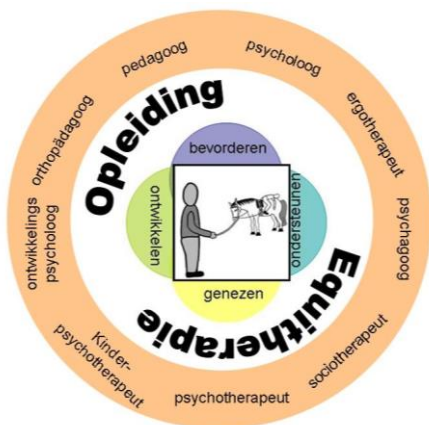 Opleiding
Equitherapie
bevorderen
ondersteunen
genezen
ontwikkelen
pedagoog
psycholoog
ergotherapeut
psychagoog
sociotherapeut
psychotherapeut
Kinder-
psychotherapeut
ontwikkelings
psycholoog
orthopädagoog